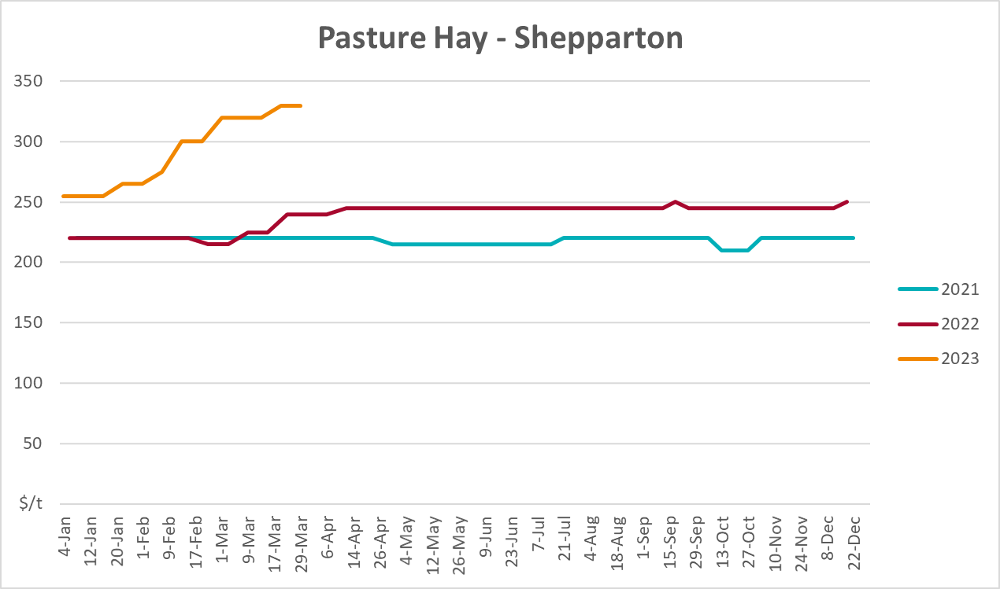 Pasture Hay - Shepparton
350
300
250
200
150
100
50
$/t
4-Jan
12-Jan
20-Jan
1-Feb
9-Feb
17-Feb
1-Mar
9-Mar
17-Mar
29-Mar
6-Apr
14-Apr
26-Apr
4-May
12-May
26-May
9-Jun
23-Jun
7-Jul
21-Jul
4-Aug
18-Aug
1-Sep
15-Sep
29-Sep
13-Oct
27-Oct
10-Nov
24-Nov
8-Dec
22-Dec
2021
2022
2023